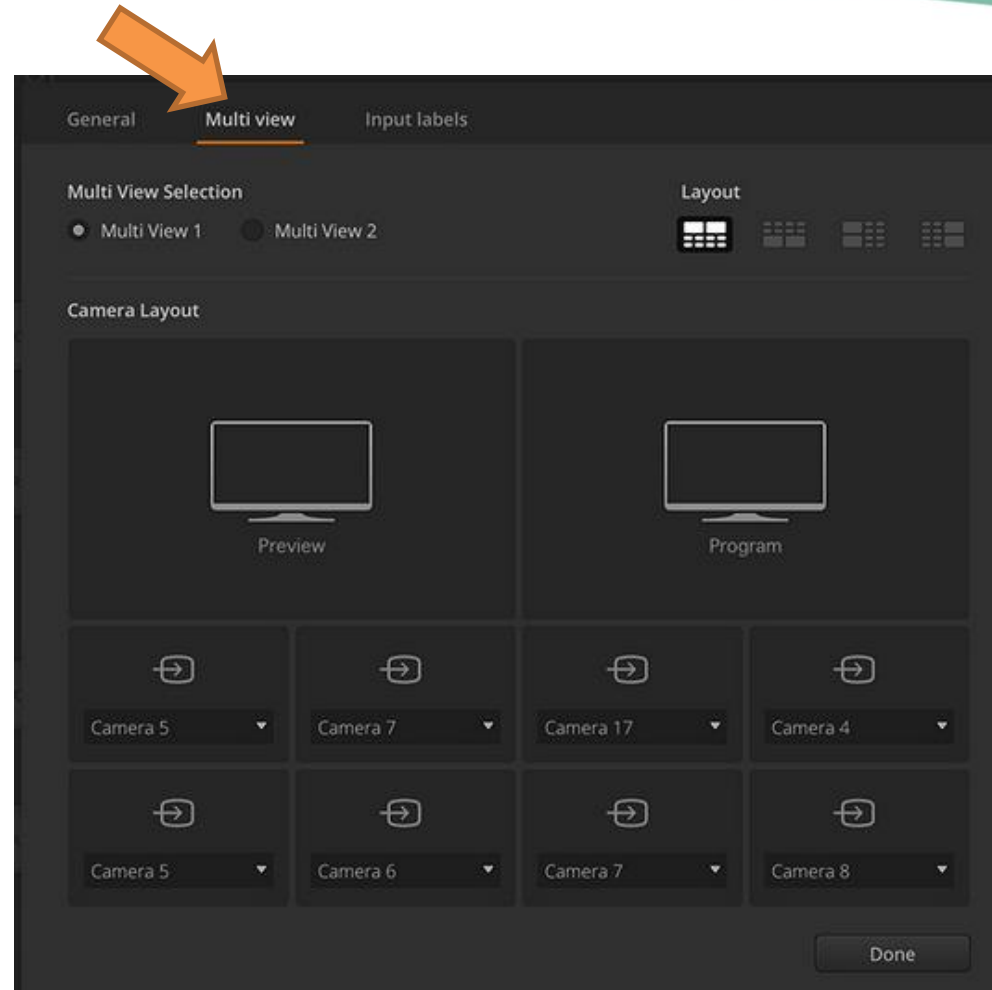 General Multi view Input labels
Multi View Selection Layout
Multi View 1 Multi View 2
Camera Layout
Preview Program
Camera 5 Camera 7 Camera 17 Camera 4
Camera 5 Camera 6 Camera 7 Camera 8
Done